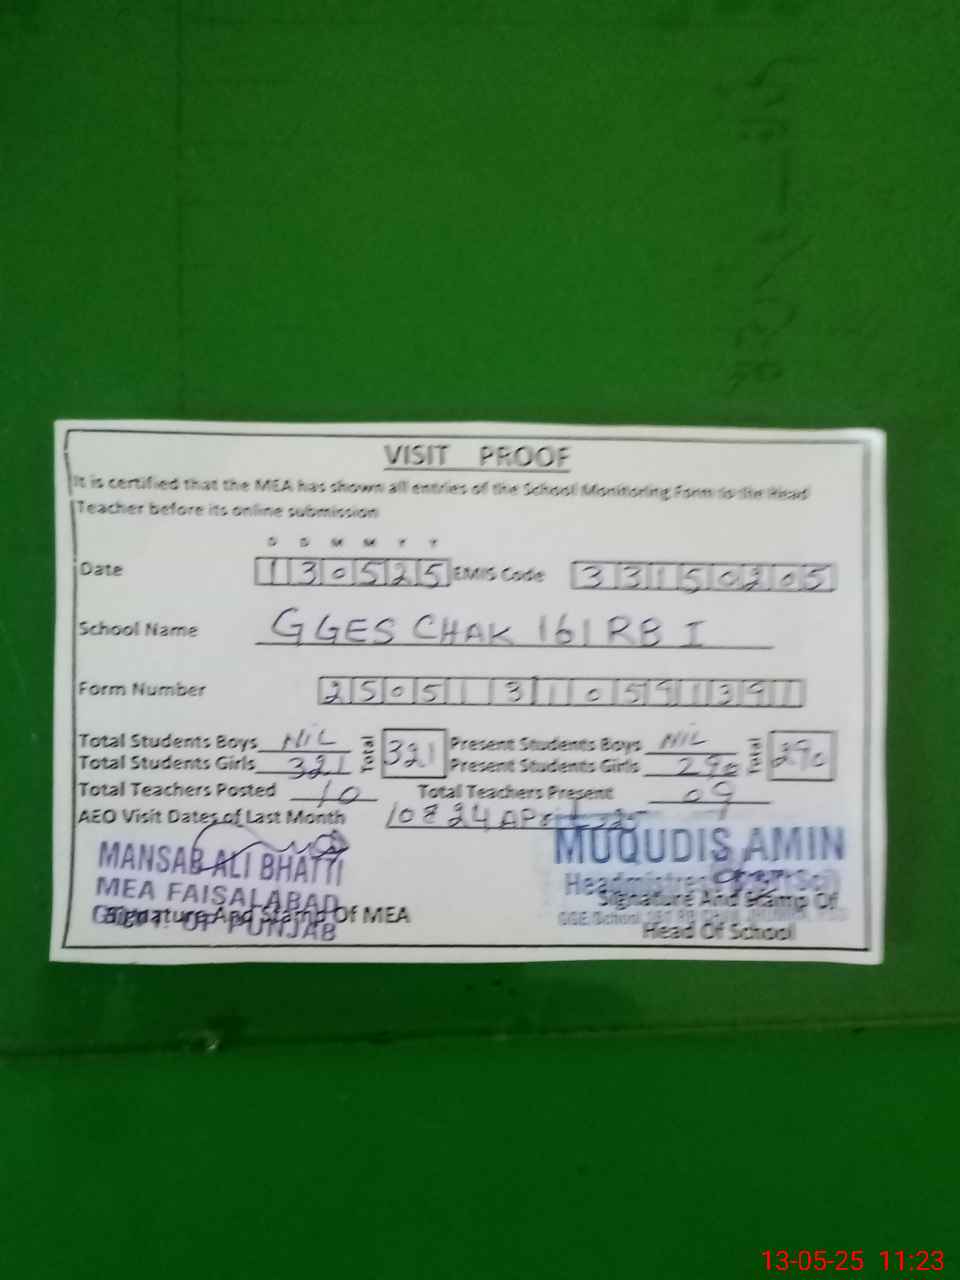 VISIT PROOF
It is certified that the MEA has shown all entries of the School Monitoring Form to the Head
Teacher before its online submission
D D M M Y Y
Date 130525 EMIS Code 33150205
School Name GGES CHAK 161 RB I
Form Number 25051310591391
Total Students Boys NIL Total 321 Present Students Boys NIL Total 290
Total Students Girls 321 Present Students Girls 290
Total Teachers Posted 10 Total Teachers Present 09
AEO Visit Dates of Last Month 10 & 24 April
MANSAB ALI BHATTI
MEA FAISALABAD
GOVT. OF PUNJAB
Signature And Stamp Of MEA
MUQUDIS AMIN
Headmistress
Signature And Stamp Of
Head Of School
13-05-25 11:23